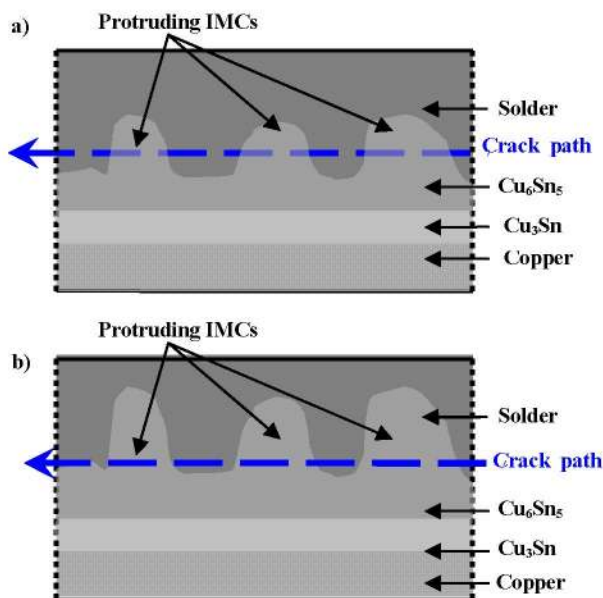 Protruding IMCs
a)
Solder
Crack path
Cu₆Sn₅
Cu₃Sn
Copper
Protruding IMCs
b)
Solder
Crack path
Cu₆Sn₅
Cu₃Sn
Copper